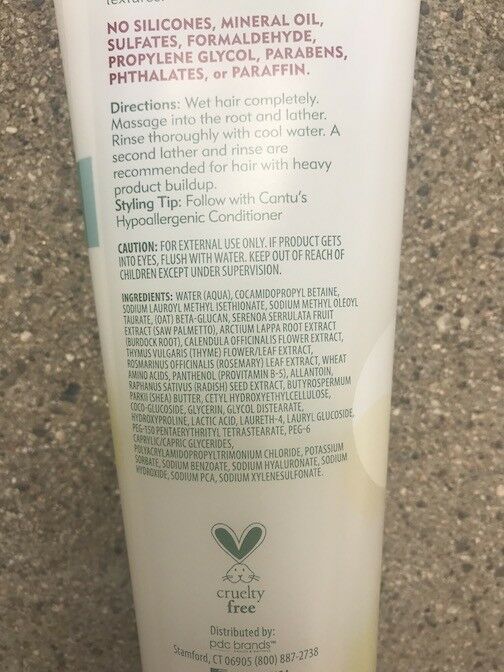 textures.
NO SILICONES, MINERAL OIL,
SULFATES, FORMALDEHYDE,
PROPYLENE GLYCOL, PARABENS,
PHTHALATES, or PARAFFIN.
Directions: Wet hair completely.
Massage into the root and lather.
Rinse thoroughly with cool water. A
second lather and rinse are
recommended for hair with heavy
product buildup.
Styling Tip: Follow with Cantu's
Hypoallergenic Conditioner
CAUTION: FOR EXTERNAL USE ONLY. IF PRODUCT GETS
INTO EYES, FLUSH WITH WATER. KEEP OUT OF REACH OF
CHILDREN EXCEPT UNDER SUPERVISION.
INGREDIENTS: WATER (AQUA), COCAMIDOPROPYL BETAINE,
SODIUM LAUROYL METHYL ISETHIONATE, SODIUM METHYL OLEOYL
TAURATE, (OAT) BETA-GLUCAN, SERENOA SERRULATA FRUIT
EXTRACT (SAW PALMETTO), ARCTIUM LAPPA ROOT EXTRACT
(BURDOCK ROOT), CALENDULA OFFICINALIS FLOWER EXTRACT,
THYMUS VULGARIS (THYME) FLOWER/LEAF EXTRACT,
ROSMARINUS OFFICINALIS (ROSEMARY) LEAF EXTRACT, WHEAT
AMINO ACIDS, PANTHENOL (PROVITAMIN B-5), ALLANTOIN,
RAPHANUS SATIVUS (RADISH) SEED EXTRACT, BUTYROSPERMUM
PARKII (SHEA) BUTTER, CETYL HYDROXYETHYLCELLULOSE,
COCO-GLUCOSIDE, GLYCERIN, GLYCOL DISTEARATE,
HYDROXYPROLINE, LACTIC ACID, LAURETH-4, LAURYL GLUCOSIDE,
PEG-150 PENTAERYTHRITYL TETRASTEARATE, PEG-6
CAPRYLIC/CAPRIC GLYCERIDES,
POLYACRYLAMIDOPROPYLTRIMONIUM CHLORIDE, POTASSIUM
SORBATE, SODIUM BENZOATE, SODIUM HYALURONATE, SODIUM
HYDROXIDE, SODIUM PCA, SODIUM XYLENESULFONATE.
cruelty
free
Distributed by:
pdc brands™
Stamford, CT 06905 (800) 887-2738